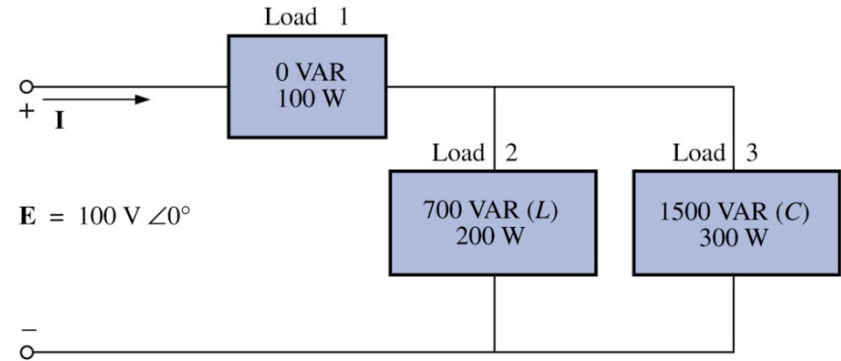 Load 1
0 VAR
100 W
+
I
Load 2
Load 3
700 VAR (L)
200 W
1500 VAR (C)
300 W
E = 100 V ∠0°
−